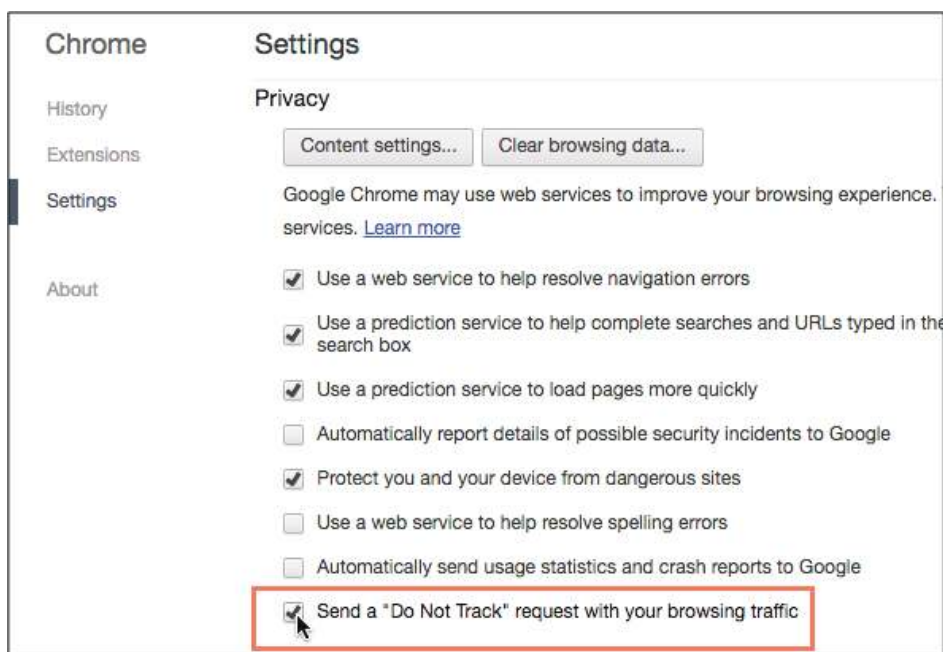 Chrome
Settings
History
Extensions
Settings
About
Privacy
Content settings...
Clear browsing data...
Google Chrome may use web services to improve your browsing experience.
services. Learn more
Use a web service to help resolve navigation errors
Use a prediction service to help complete searches and URLs typed in the
search box
Use a prediction service to load pages more quickly
Automatically report details of possible security incidents to Google
Protect you and your device from dangerous sites
Use a web service to help resolve spelling errors
Automatically send usage statistics and crash reports to Google
Send a "Do Not Track" request with your browsing traffic